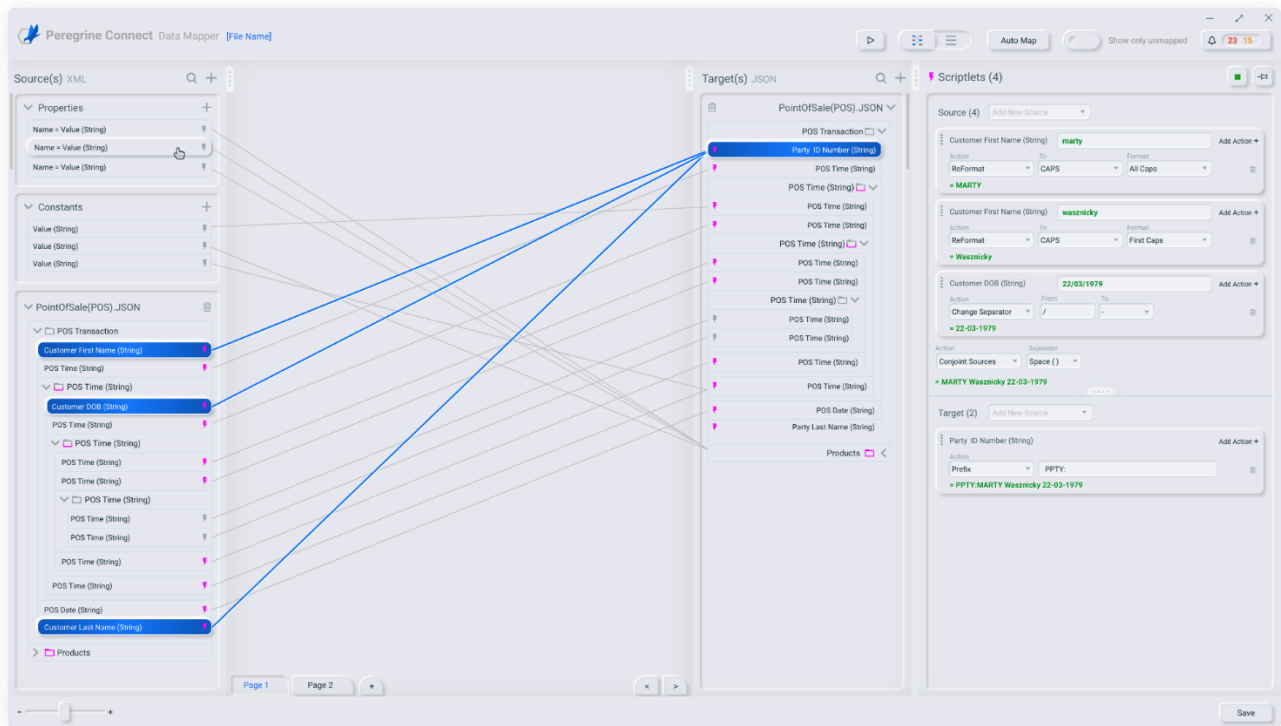 Peregrine Connect Data Mapper [File Name]
Auto Map
Show only unmapped
23 15
Source(s) XML
Properties
Name = Value (String)
Name = Value (String)
Name = Value (String)
Constants
Value (String)
Value (String)
Value (String)
PointOfSale(POS).JSON
POS Transaction
Customer First Name (String)
POS Time (String)
POS Time (String)
Customer DOB (String)
POS Time (String)
POS Time (String)
POS Time (String)
POS Time (String)
POS Time (String)
POS Time (String)
POS Time (String)
POS Time (String)
POS Time (String)
POS Date (String)
Customer Last Name (String)
Products
- +
Page 1 Page 2 + < >
Target(s) JSON
PointOfSale(POS).JSON
POS Transaction
Party ID Number (String)
POS Time (String)
POS Time (String)
POS Time (String)
POS Time (String)
POS Time (String)
POS Time (String)
POS Time (String)
POS Time (String)
POS Time (String)
POS Time (String)
POS Time (String)
POS Time (String)
POS Date (String)
Party Last Name (String)
Products
Scriptlets (4)
Source (4) Add New Source
Customer First Name (String) marty Add Action +
Action To Format
ReFormat CAPS All Caps
= MARTY
Customer First Name (String) wasznicky Add Action +
Action To Format
ReFormat CAPS First Caps
= Wasznicky
Customer DOB (String) 22/03/1979 Add Action +
Action From To
Change Separator / -
= 22-03-1979
Action Seperator
Conjoint Sources Space ( )
= MARTY Wasznicky 22-03-1979
Target (2) Add New Source
Party ID Number (String) Add Action +
Action
Prefix PPTY:
= PPTY:MARTY Wasznicky 22-03-1979
Save